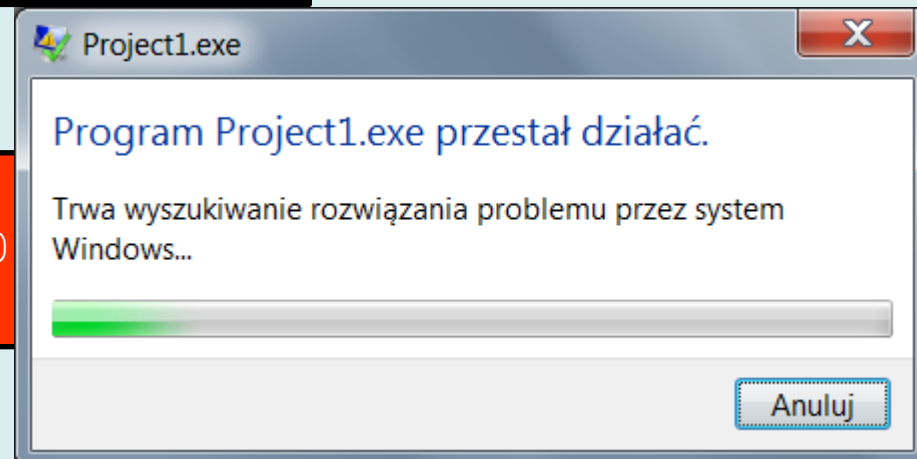 Project1.exe
Program Project1.exe przestał działać.
Trwa wyszukiwanie rozwiązania problemu przez system
Windows...
Anuluj